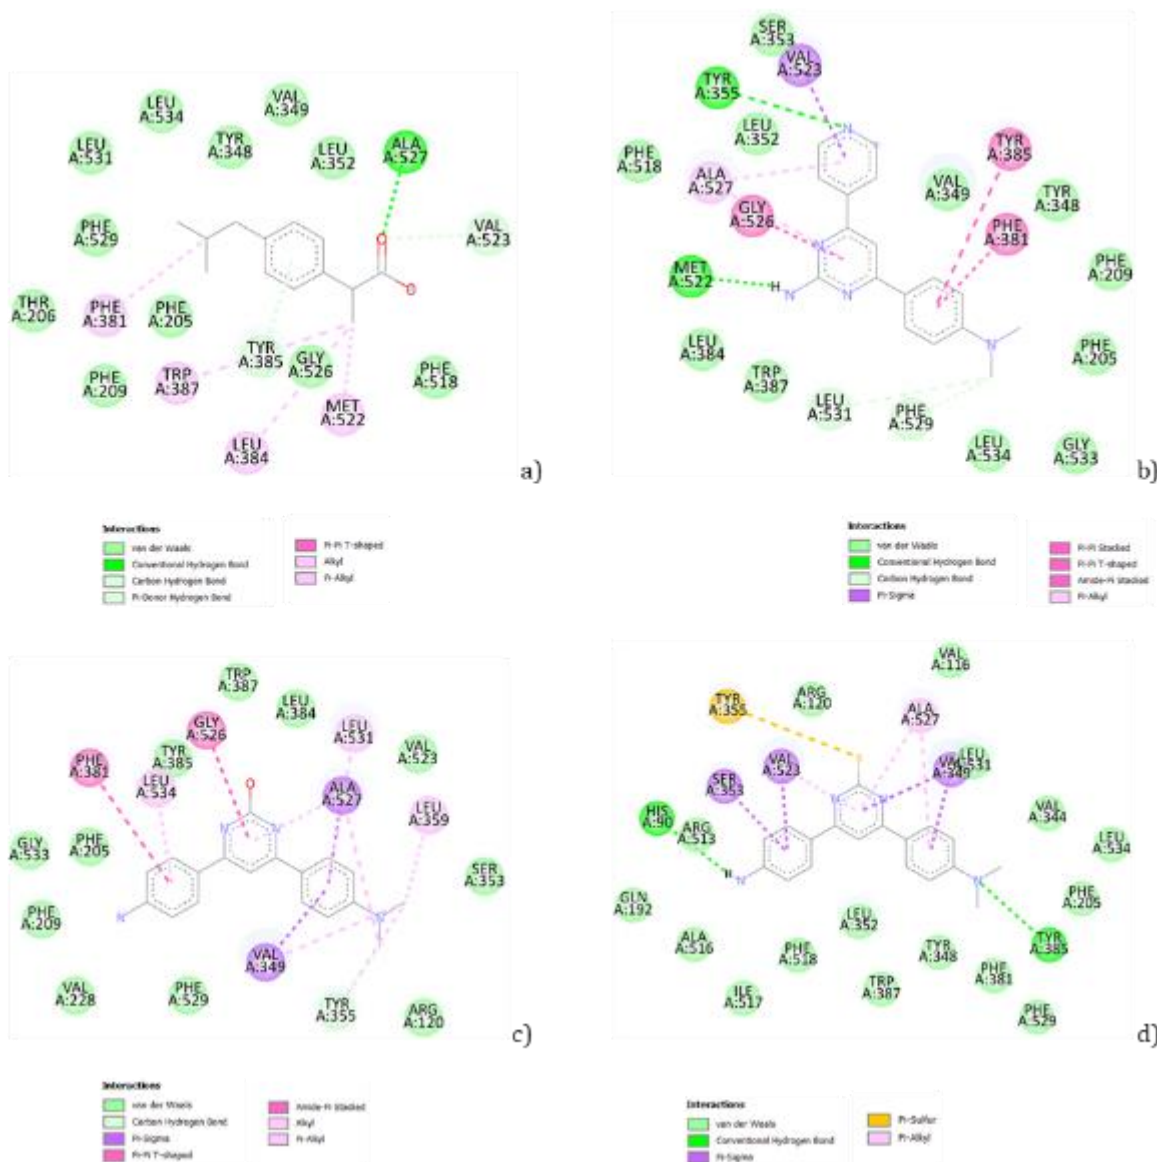 LEU
A:534
VAL
A:349
LEU
A:531
TYR
A:348
LEU
A:352
ALA
A:527
PHE
A:529
VAL
A:523
O
O
THR
A:206
PHE
A:381
PHE
A:205
TYR
A:385
GLY
A:526
PHE
A:518
PHE
A:209
TRP
A:387
MET
A:522
LEU
A:384
a)
Interactions
van der Waals
Conventional Hydrogen Bond
Carbon Hydrogen Bond
Pi-Donor Hydrogen Bond
Pi-Pi T-shaped
Alkyl
Pi-Alkyl
SER
A:353
VAL
A:523
TYR
A:355
N
LEU
A:352
PHE
A:518
ALA
A:527
TYR
A:385
VAL
A:349
TYR
A:348
GLY
A:526
PHE
A:381
N
MET
A:522
H
N
N
PHE
A:209
LEU
A:384
TRP
A:387
N
PHE
A:205
LEU
A:531
PHE
A:529
LEU
A:534
GLY
A:533
b)
Interactions
van der Waals
Conventional Hydrogen Bond
Carbon Hydrogen Bond
Pi-Sigma
Pi-Pi Stacked
Pi-Pi T-shaped
Amide-Pi Stacked
Pi-Alkyl
TRP
A:387
LEU
A:384
GLY
A:526
LEU
A:531
PHE
A:381
TYR
A:385
VAL
A:523
LEU
A:534
O
ALA
A:527
LEU
A:359
N
N
GLY
A:533
PHE
A:205
SER
A:353
N
PHE
A:209
N
VAL
A:349
VAL
A:228
PHE
A:529
TYR
A:355
ARG
A:120
c)
Interactions
van der Waals
Carbon Hydrogen Bond
Pi-Sigma
Pi-Pi T-shaped
Amide-Pi Stacked
Alkyl
Pi-Alkyl
VAL
A:116
TYR
A:355
ARG
A:120
ALA
A:527
S
SER
A:353
VAL
A:523
VAL
A:349
LEU
A:531
HIS
A:90
ARG
A:513
N
N
VAL
A:344
LEU
A:534
H
N
N
GLN
A:192
PHE
A:205
ALA
A:516
LEU
A:352
PHE
A:518
TYR
A:348
TYR
A:385
ILE
A:517
TRP
A:387
PHE
A:381
PHE
A:529
d)
Interactions
van der Waals
Conventional Hydrogen Bond
Pi-Sigma
Pi-Sulfur
Pi-Alkyl